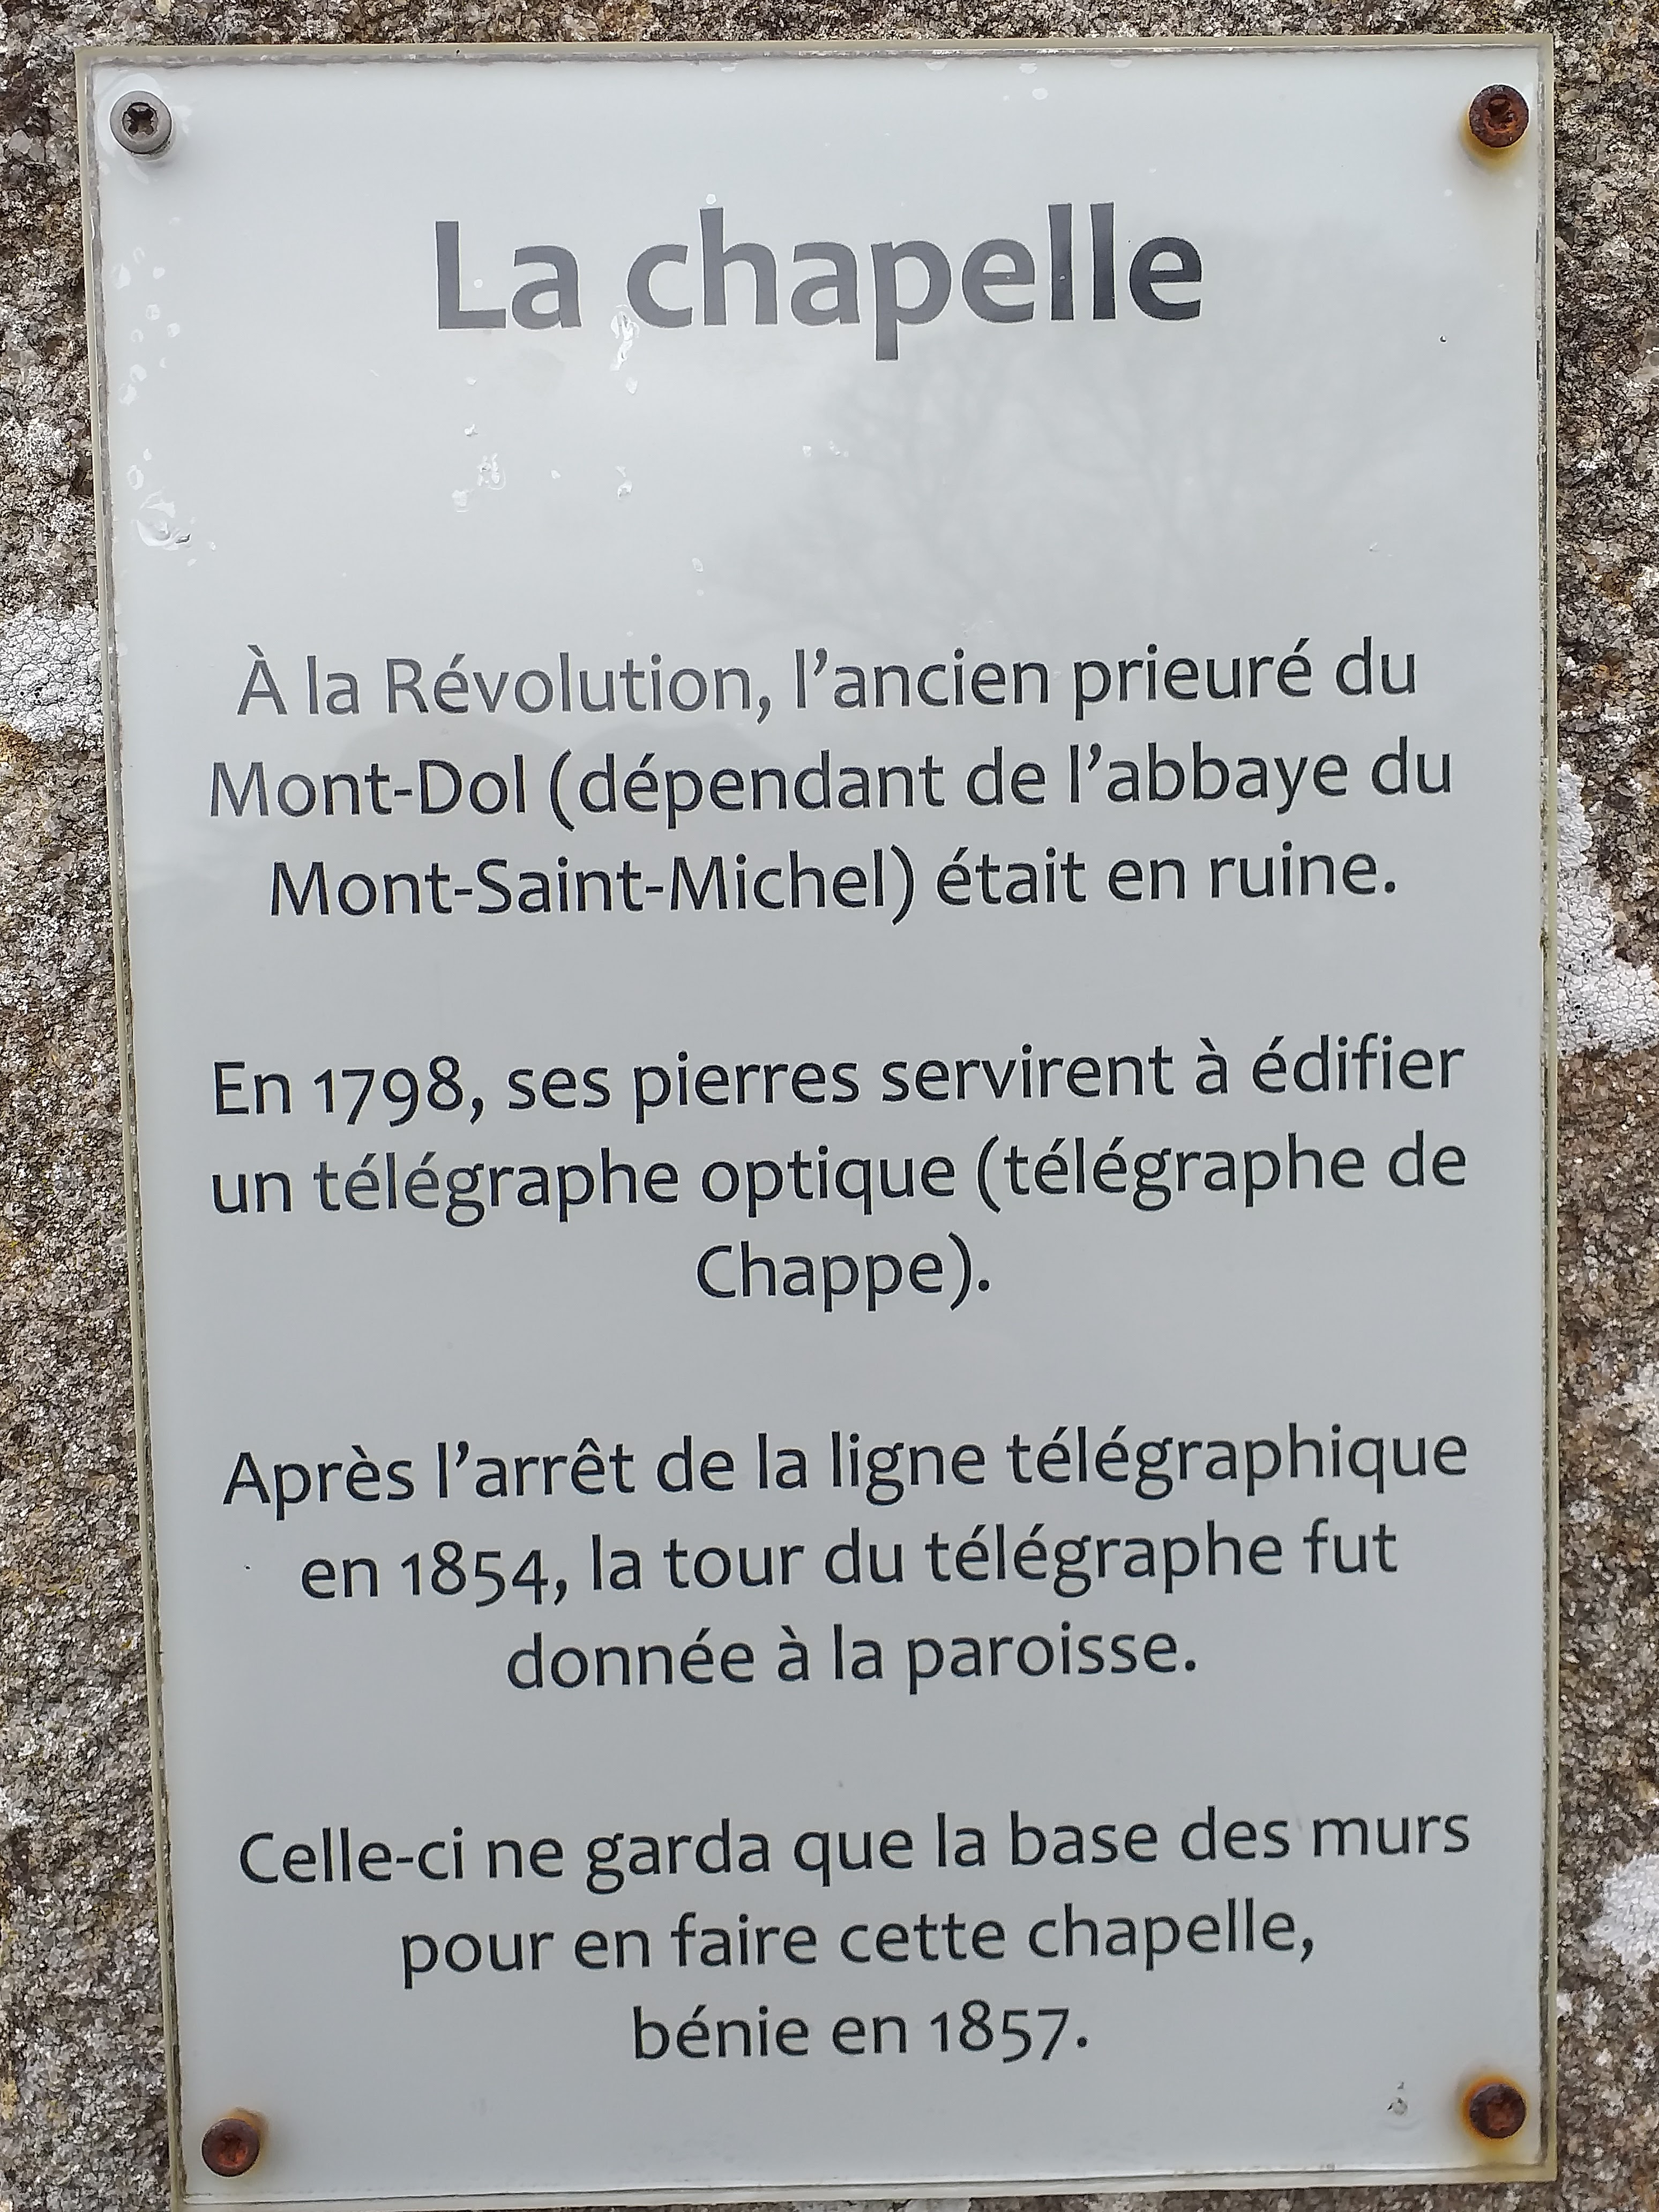 La chapelle
À la Révolution, l’ancien prieuré du
Mont-Dol (dépendant de l’abbaye du
Mont-Saint-Michel) était en ruine.
En 1798, ses pierres servirent à édifier
un télégraphe optique (télégraphe de
Chappe).
Après l’arrêt de la ligne télégraphique
en 1854, la tour du télégraphe fut
donnée à la paroisse.
Celle-ci ne garda que la base des murs
pour en faire cette chapelle,
bénie en 1857.